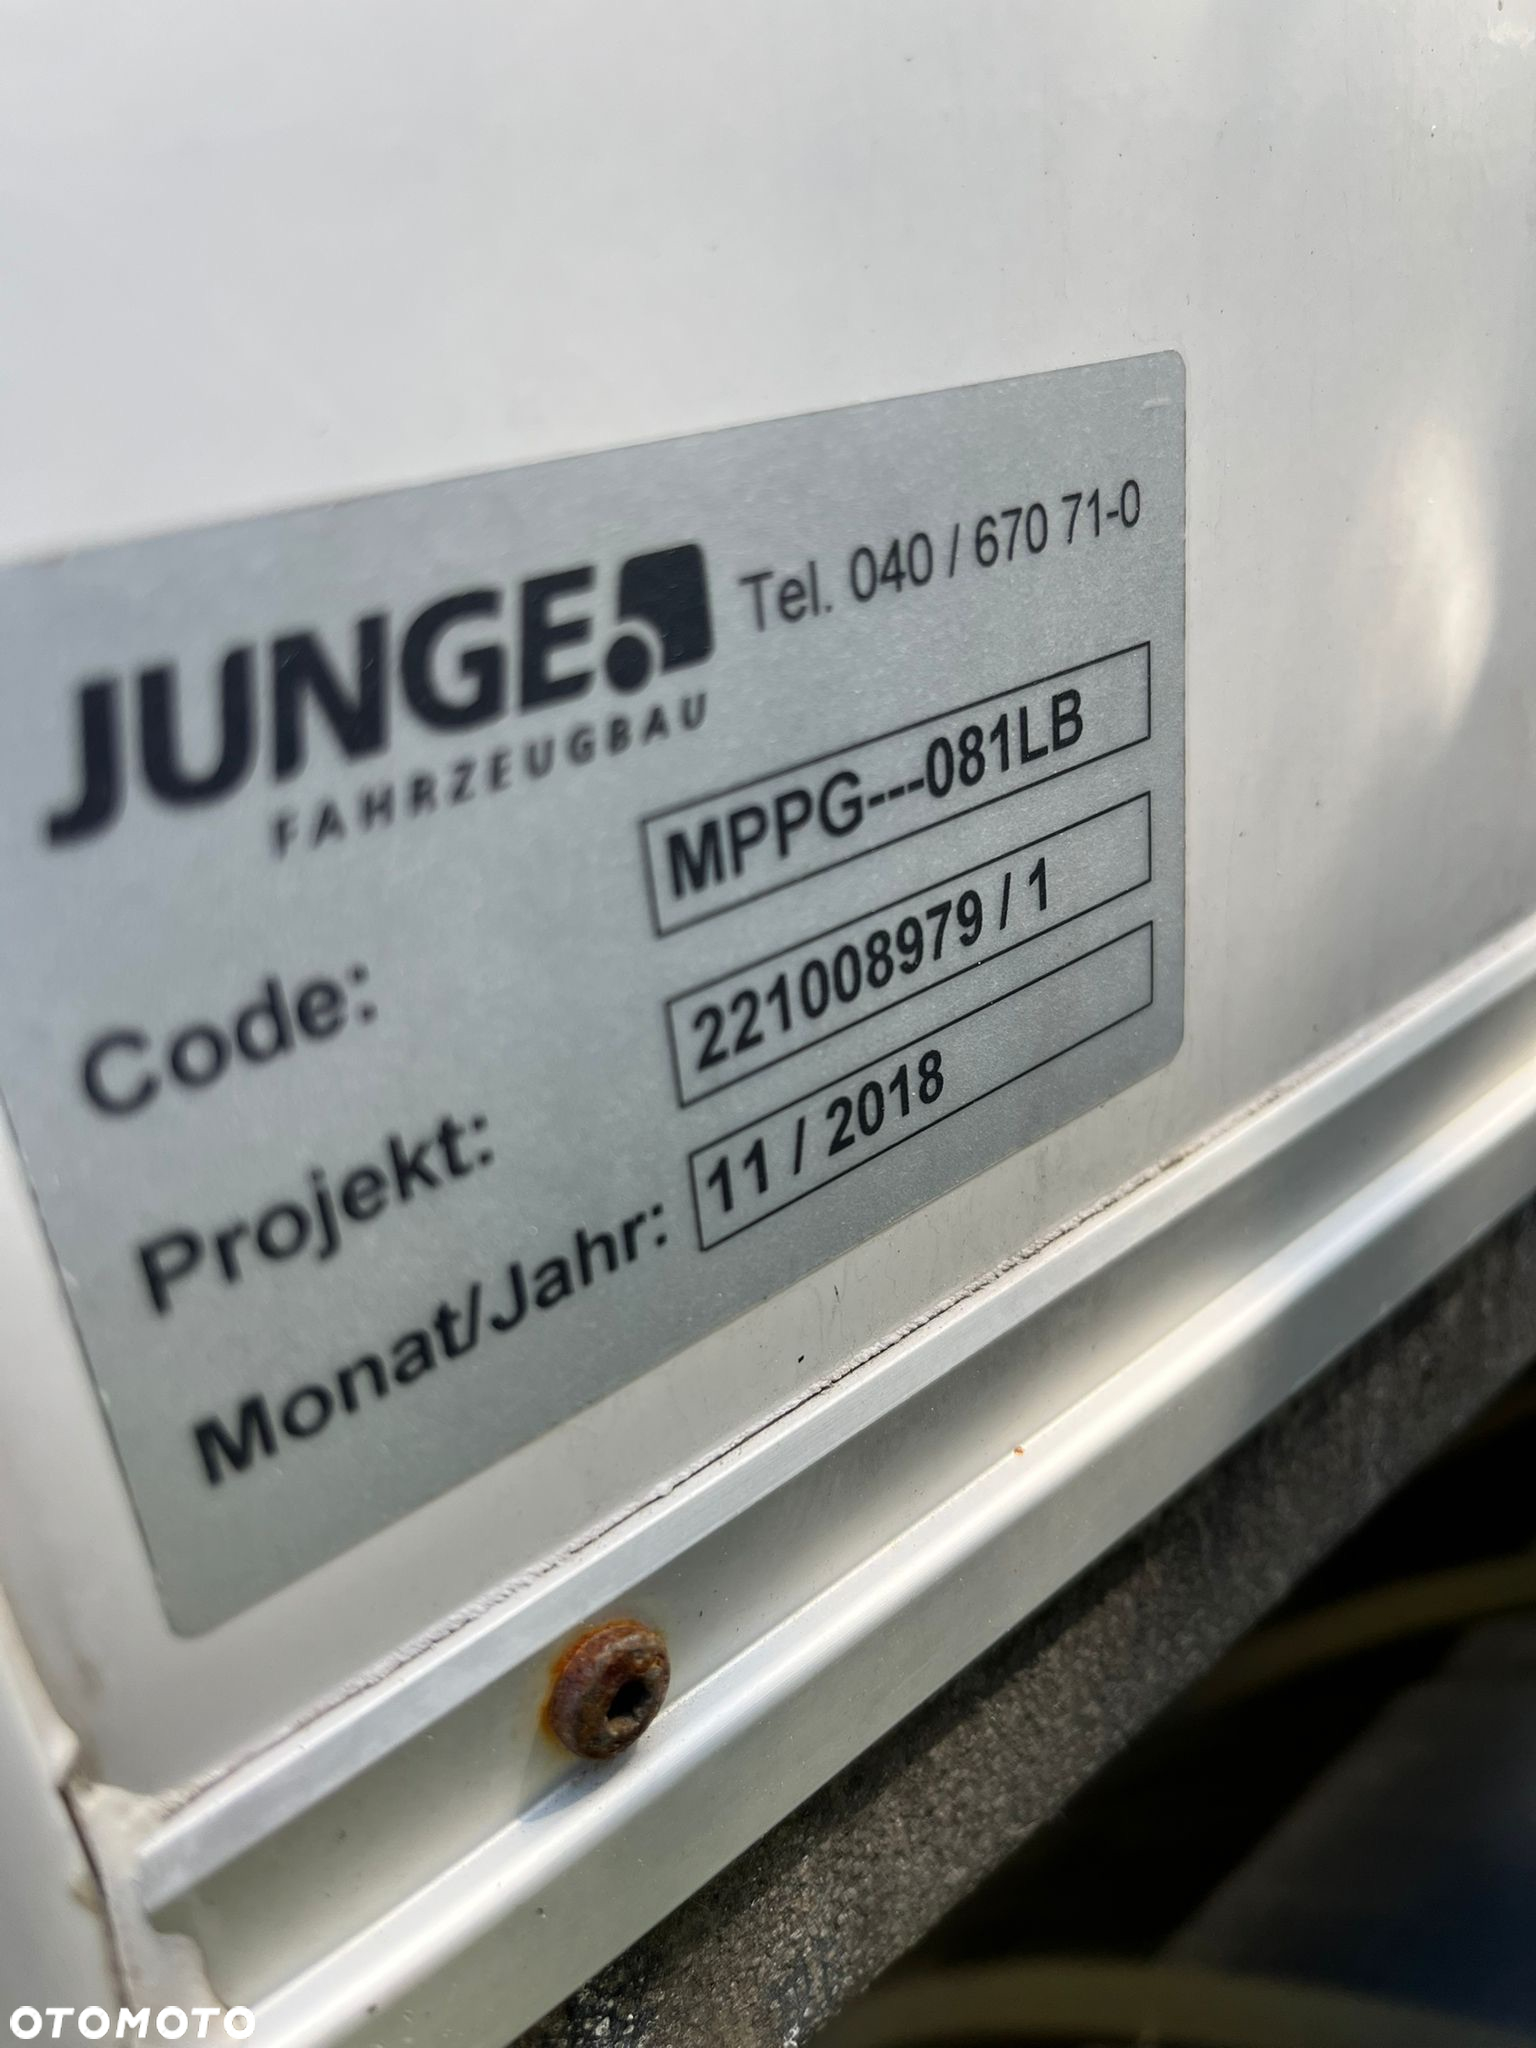 JUNGE
FAHRZEUGBAU
Tel. 040 / 670 71-0
Code: MPPG---081LB
Projekt: 221008979 / 1
Monat/Jahr: 11 / 2018
OTOMOTO